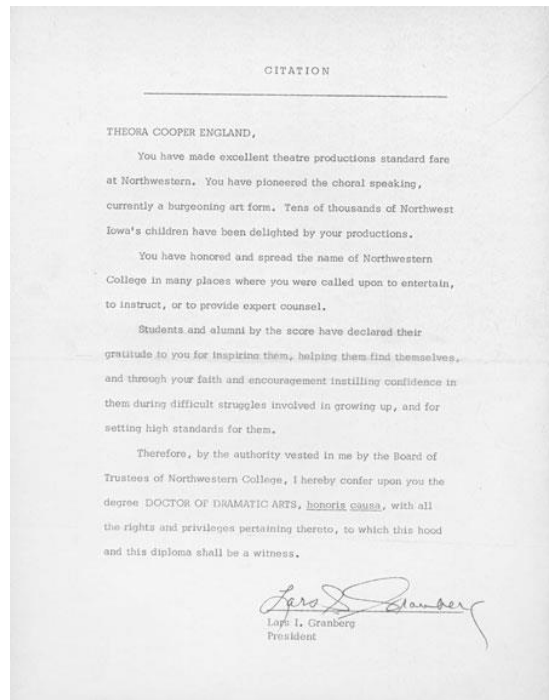 CITATION
THEORA COOPER ENGLAND,
You have made excellent theatre productions standard fare
at Northwestern. You have pioneered the choral speaking,
currently a burgeoning art form. Tens of thousands of Northwest
Iowa's children have been delighted by your productions.
You have honored and spread the name of Northwestern
College in many places where you were called upon to entertain,
to instruct, or to provide expert counsel.
Students and alumni by the score have declared their
gratitude to you for inspiring them, helping them find themselves,
and through your faith and encouragement instilling confidence in
them during difficult struggles involved in growing up, and for
setting high standards for them.
Therefore, by the authority vested in me by the Board of
Trustees of Northwestern College, I hereby confer upon you the
degree DOCTOR OF DRAMATIC ARTS, honoris causa, with all
the rights and privileges pertaining thereto, to which this hood
and this diploma shall be a witness.
Lars I. Granberg
Lars I. Granberg
President